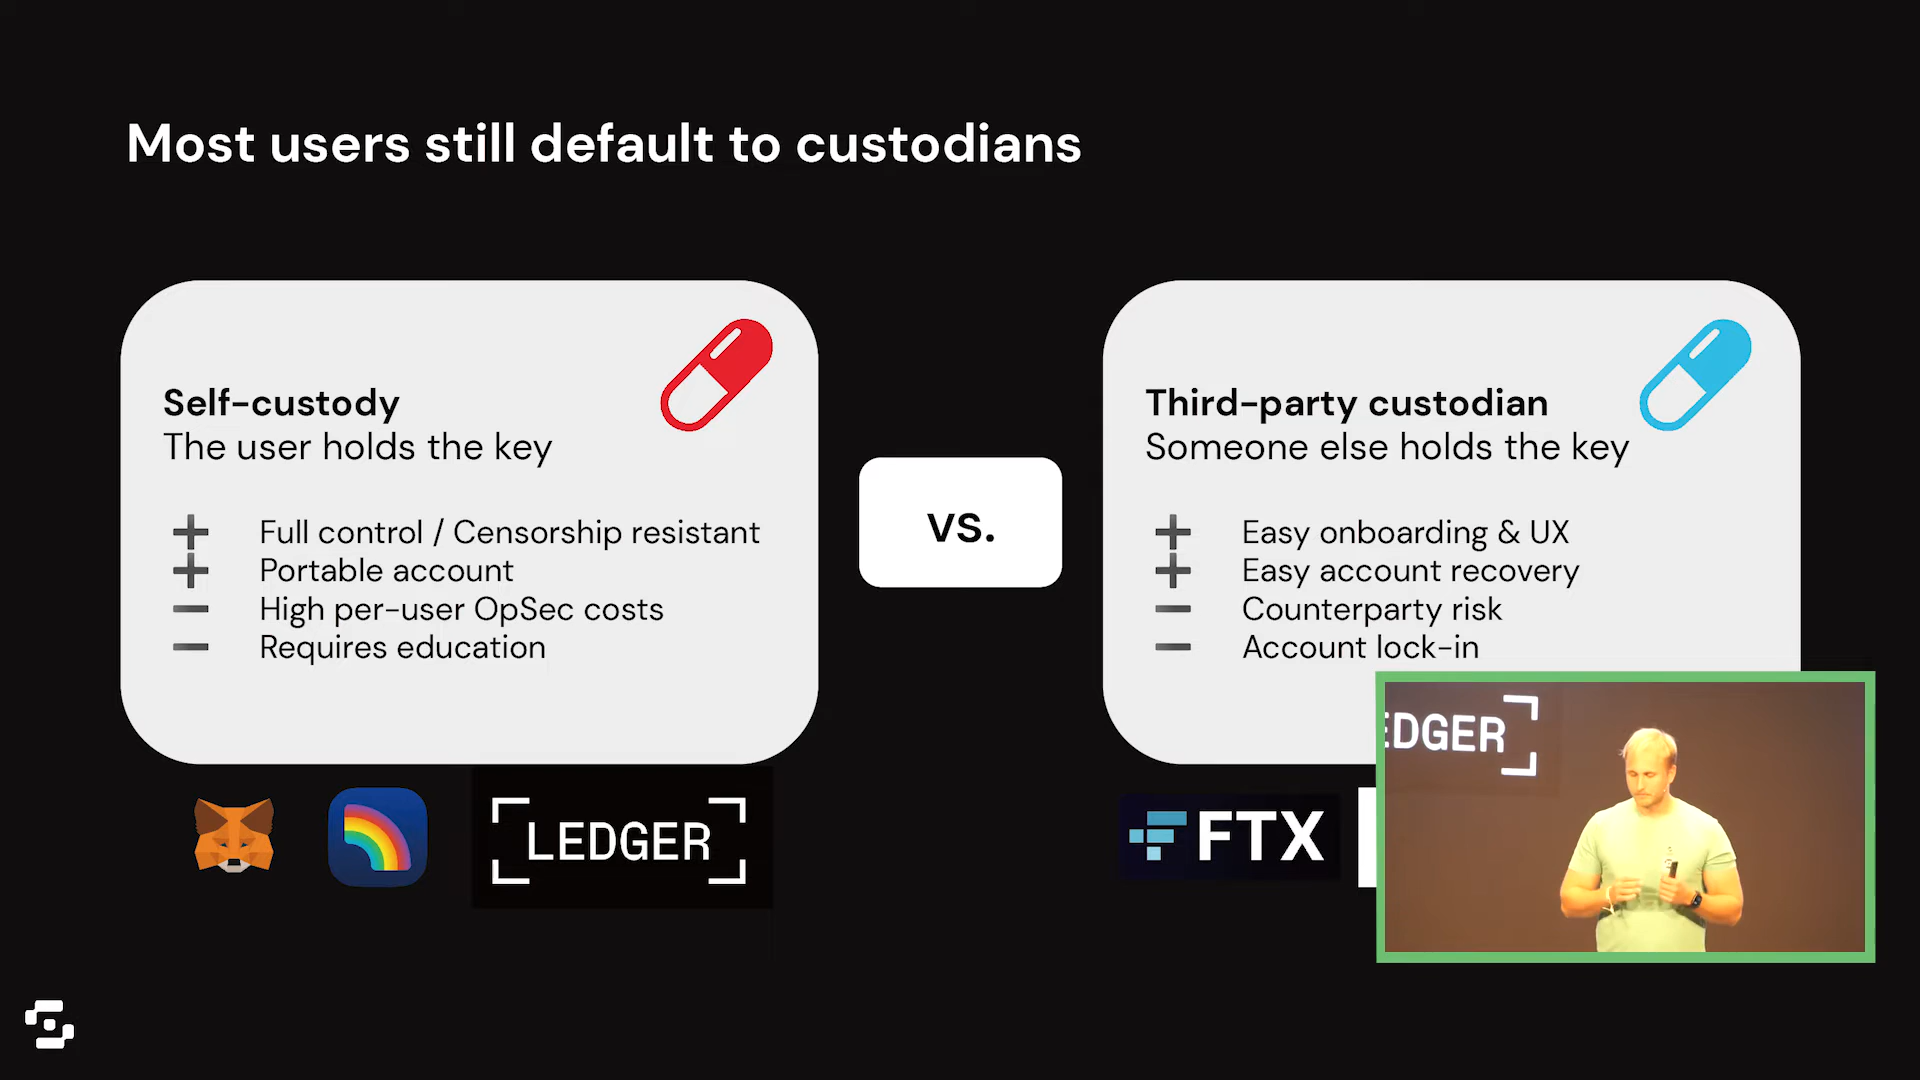 Most users still default to custodians
Self-custody
The user holds the key
+ Full control / Censorship resistant
+ Portable account
− High per-user OpSec costs
− Requires education
vs.
Third-party custodian
Someone else holds the key
+ Easy onboarding & UX
+ Easy account recovery
− Counterparty risk
− Account lock-in
LEDGER
FTX
EDGER